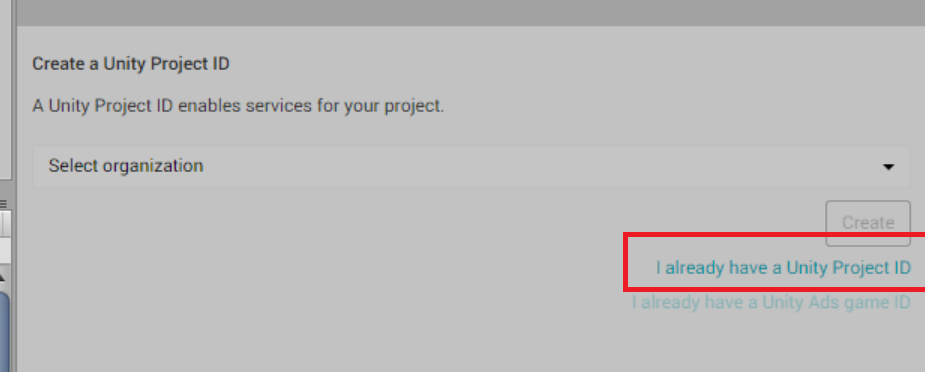 Create a Unity Project ID
A Unity Project ID enables services for your project.
Select organization
Create
I already have a Unity Project ID
I already have a Unity Ads game ID